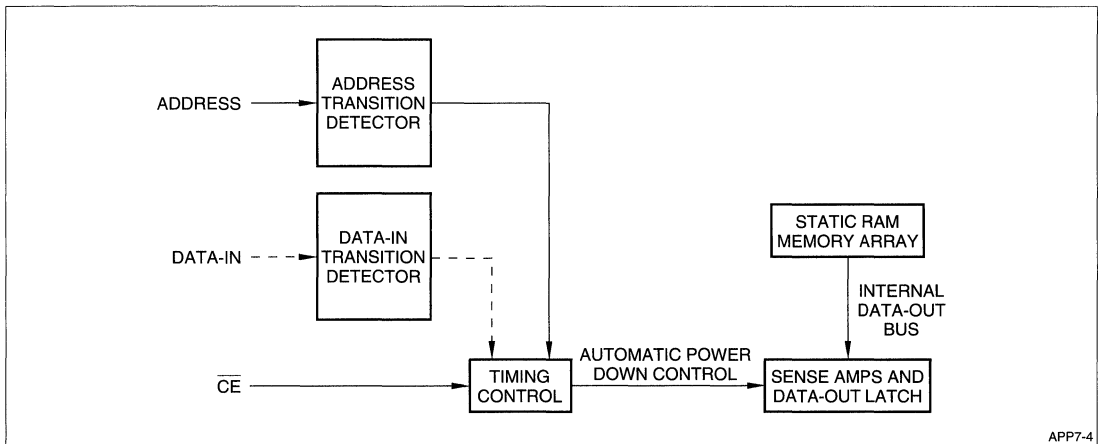 ADDRESS
ADDRESS
TRANSITION
DETECTOR
DATA-IN
DATA-IN
TRANSITION
DETECTOR
STATIC RAM
MEMORY ARRAY
INTERNAL
DATA-OUT
BUS
CE
TIMING
CONTROL
AUTOMATIC POWER
DOWN CONTROL
SENSE AMPS AND
DATA-OUT LATCH
APP7-4